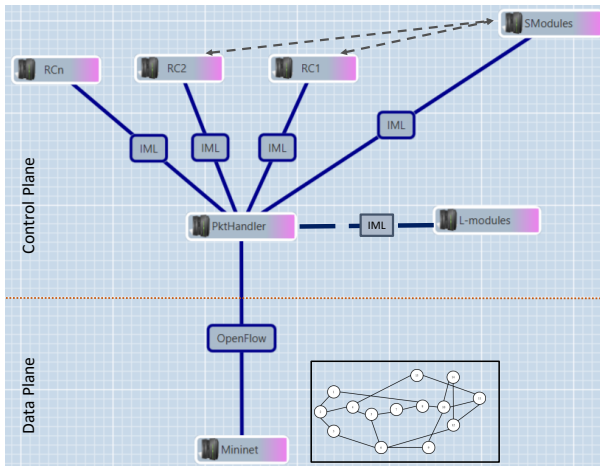 SModules
RCn
RC2
RC1
IML
IML
IML
IML
Control Plane
PktHandler
IML
L-modules
OpenFlow
Data Plane
Mininet